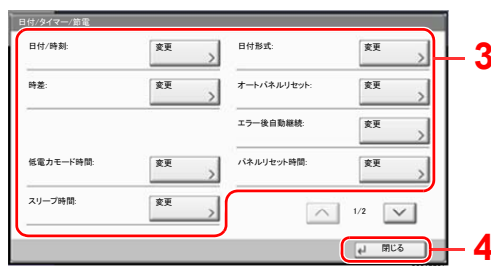 日付/タイマー/節電
日付/時刻:
変更
日付形式:
変更
3
時差:
変更
オートパネルリセット:
変更
エラー後自動継続:
変更
低電力モード時間:
変更
パネルリセット時間:
変更
スリープ時間:
変更
1/2
閉じる
4